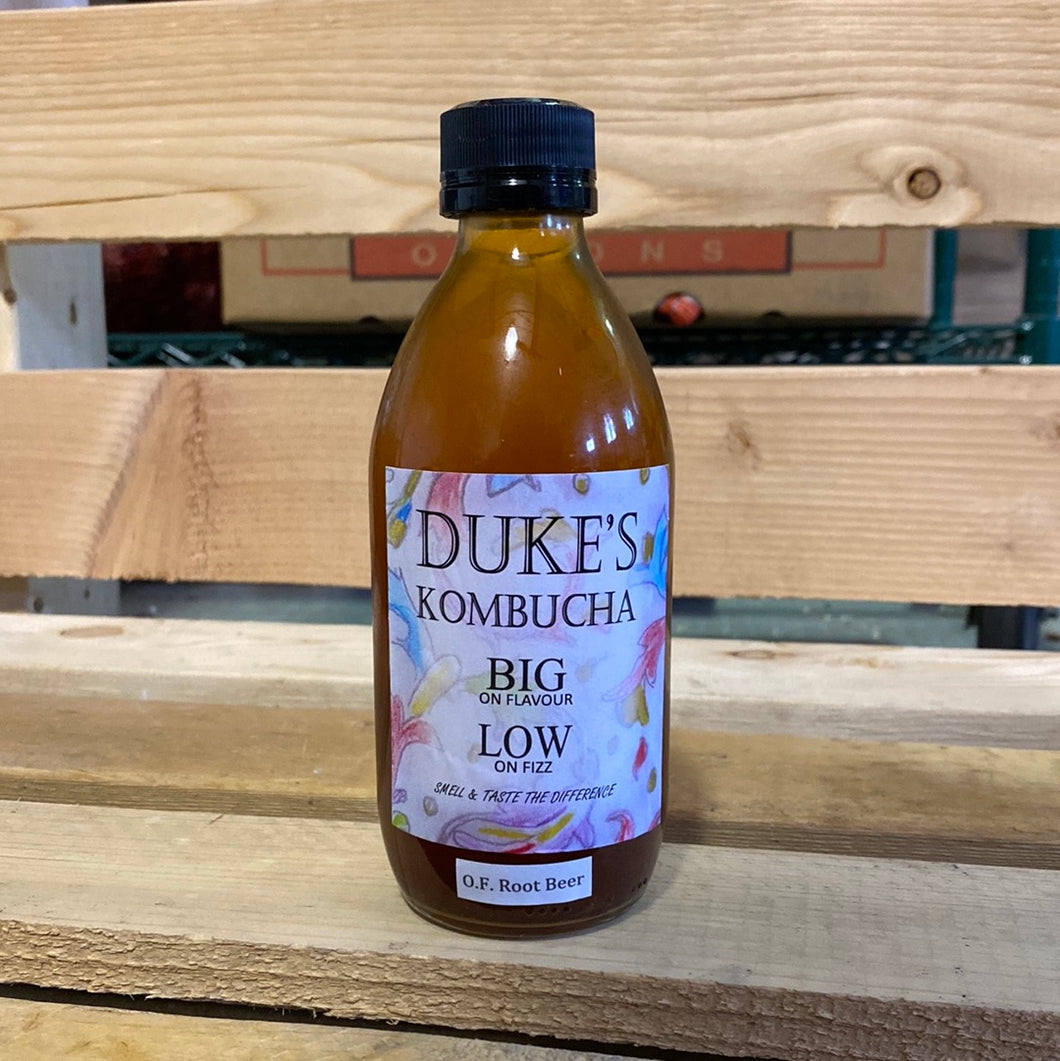 DUKE'S
KOMBUCHA
BIG
ON FLAVOUR
LOW
ON FIZZ
SMELL & TASTE THE DIFFERENCE
O.F. Root Beer